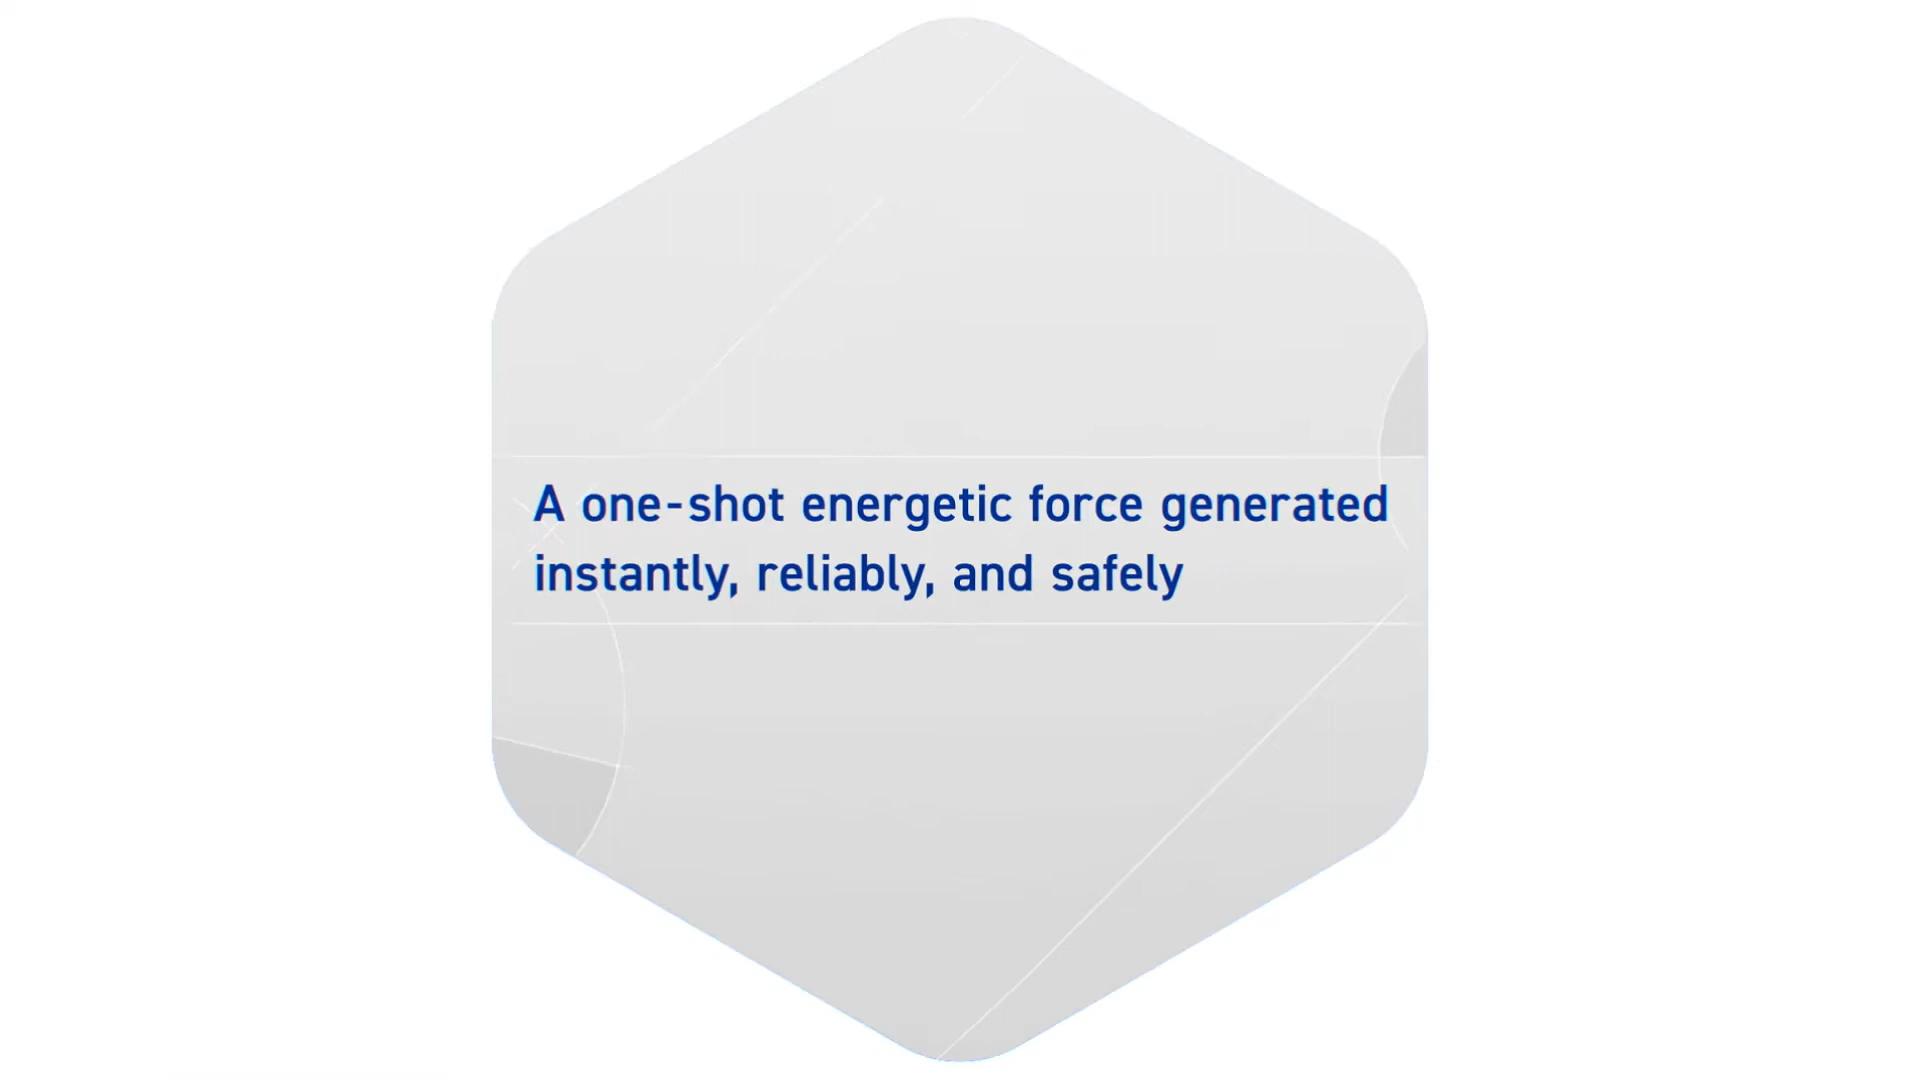 A one-shot energetic force generated
instantly, reliably, and safely